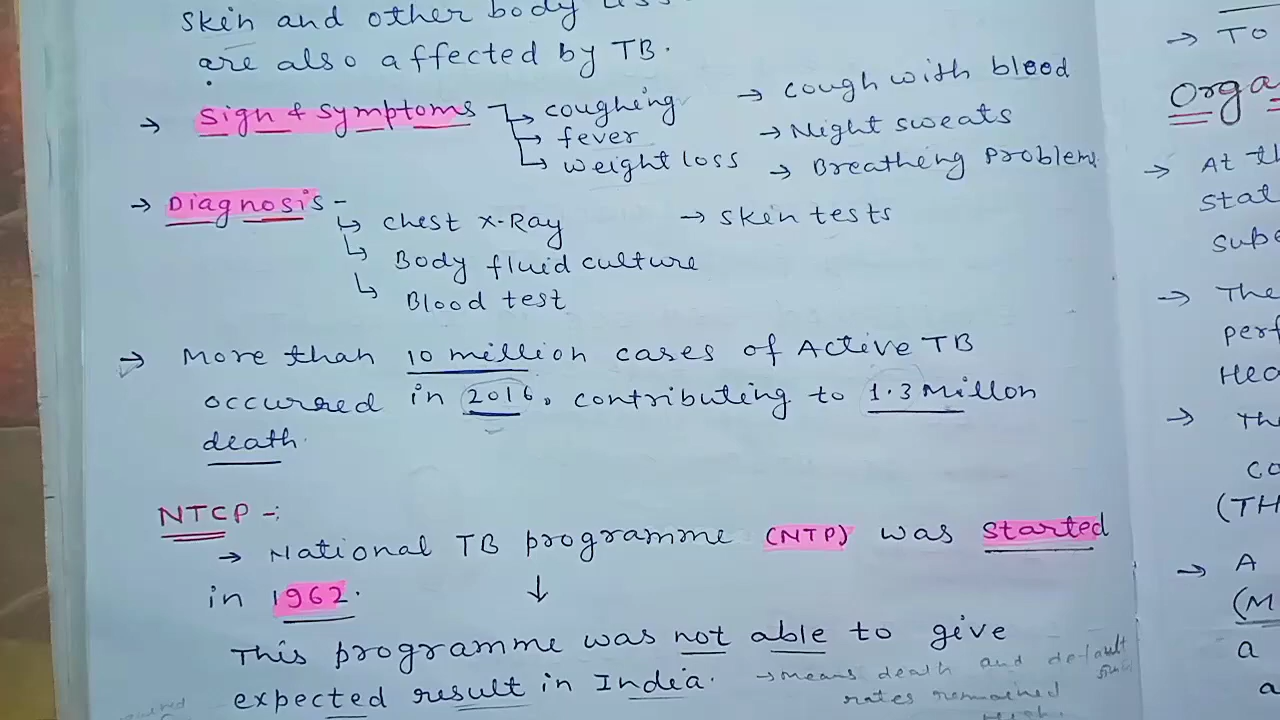 skin and other body
are also affected by TB.
→ Sign & Symptoms → coughing → cough with blood
→ fever → Night sweats
→ weight loss → Breathing Problem
→ Diagnosis -
↳ chest X-Ray → skin tests
↳ Body fluid culture
↳ Blood test
→ More than 10 million cases of Active TB
occurred in 2016, contributing to 1.3 Millon
death.
NTCP -:
→ National TB programme (NTP) was started
in 1962. ↓
This programme was not able to give
expected result in India. → means death and default
rates remained
high.
→ TO
Orga
→ At th
stat
supe
→ The
perf
Hea
→ The
co
(TH
→ A
(M
a
a